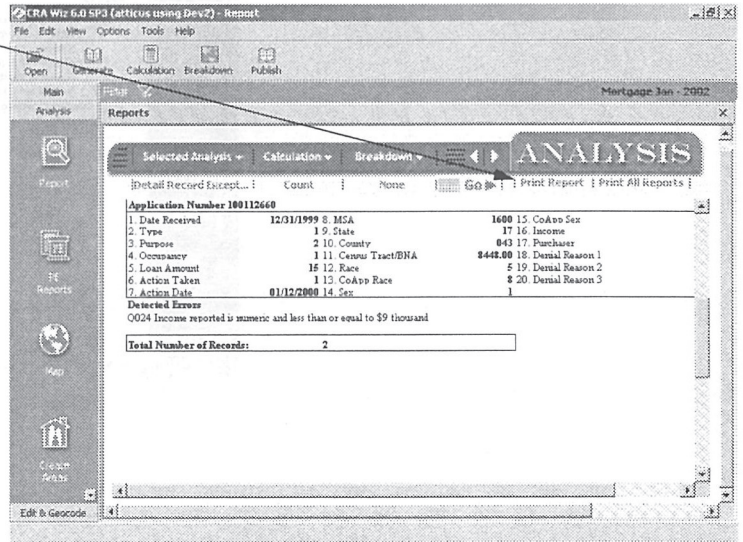 CRA Wiz 6.0 SP3 (atticus using Dev2) - Report
File Edit View Options Tools Help
Open Generate Calculation Breakdown Publish
Main Mortgage Jan - 2002
Analysis Reports
Selected Analysis Calculation Breakdown ANALYSIS
Report Detail Record Except... Count None Go Print Report Print All Reports
Application Number 100112660
1. Date Received 12/31/1999 8. MSA 1600 15. CoApp Sex
2. Type 1 9. State 17 16. Income
3. Purpose 2 10. County 043 17. Purchaser
4. Occupancy 1 11. Census Tract/BNA 8448.00 18. Denial Reason 1
5. Loan Amount 15 12. Race 5 19. Denial Reason 2
6. Action Taken 1 13. CoApp Race 8 20. Denial Reason 3
7. Action Date 01/12/2000 14. Sex 1
Detected Errors
Q024 Income reported is numeric and less than or equal to $9 thousand
Total Number of Records: 2
PE
Reports
Map
Create
Areas
Edit & Geocode